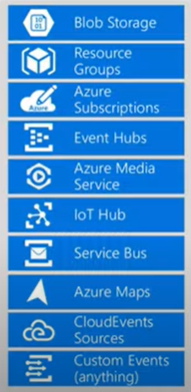 Blob Storage
Resource
Groups
Azure
Azure
Subscriptions
Event Hubs
Azure Media
Service
IoT Hub
Service Bus
Azure Maps
CloudEvents
Sources
Custom Events
(anything)